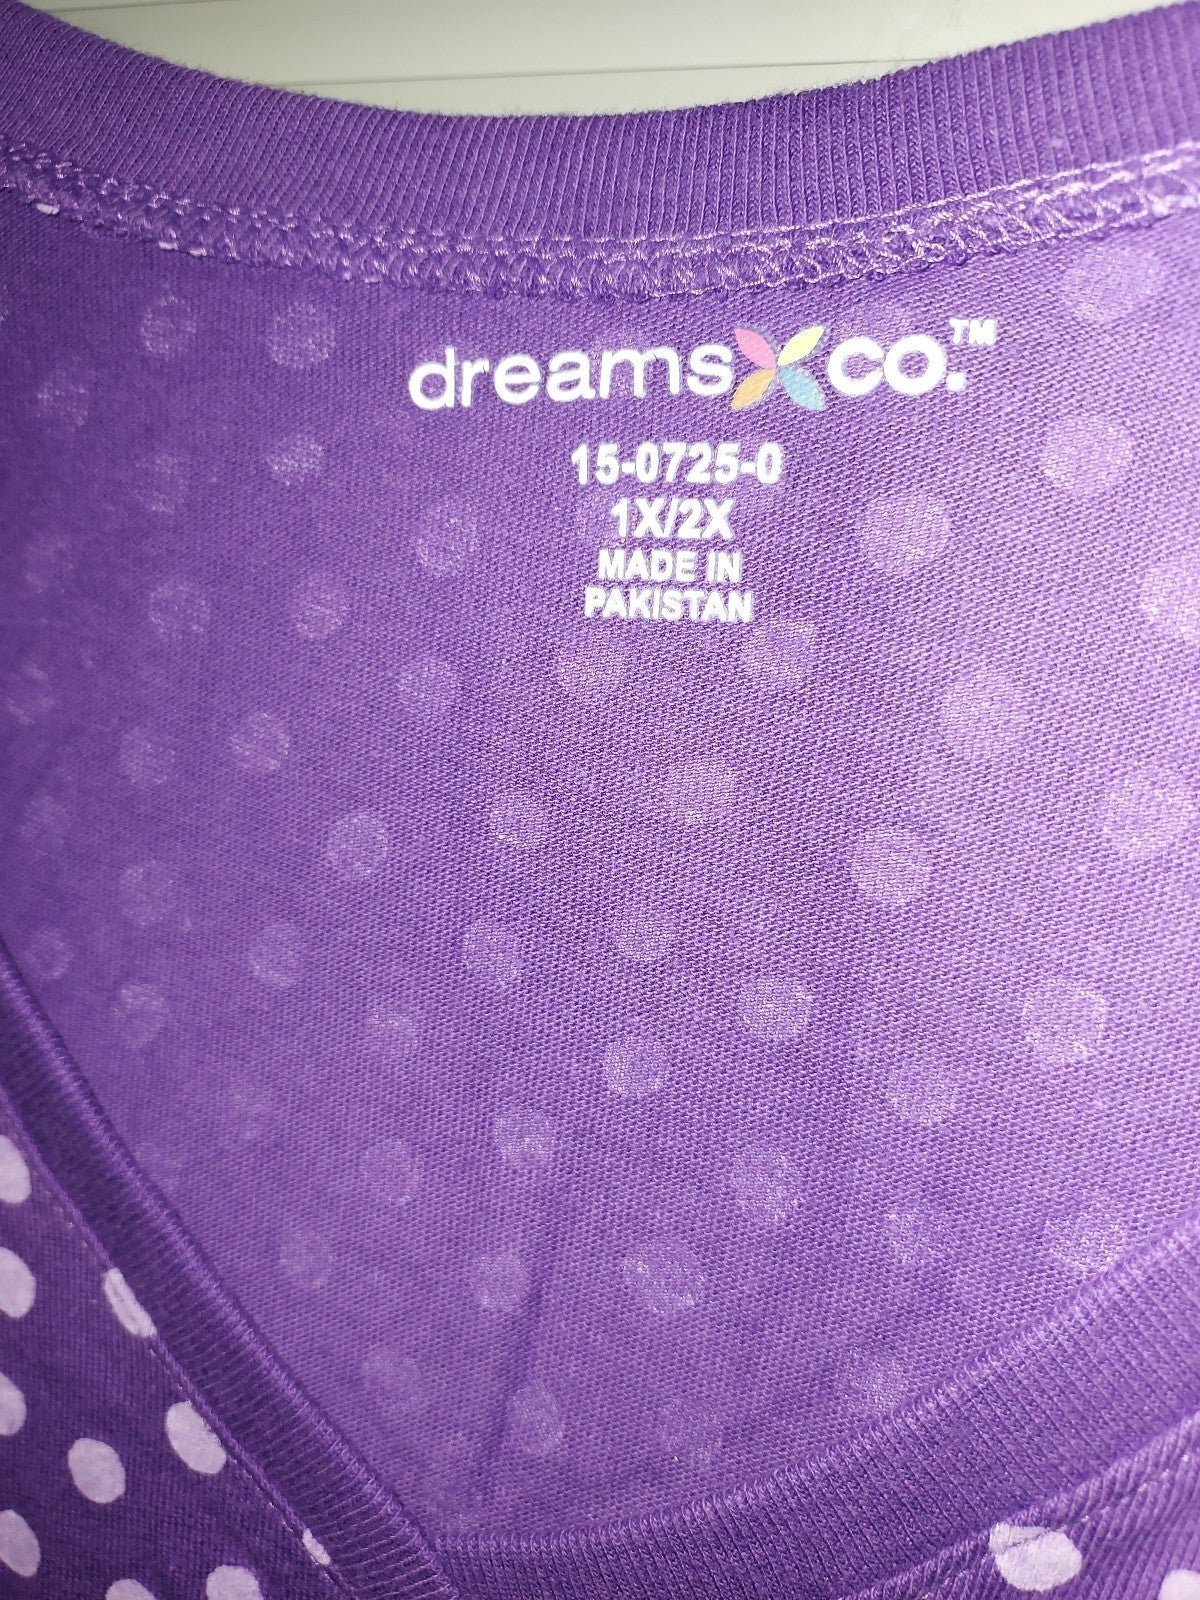 dreams co.™
15-0725-0
1X/2X
MADE IN
PAKISTAN